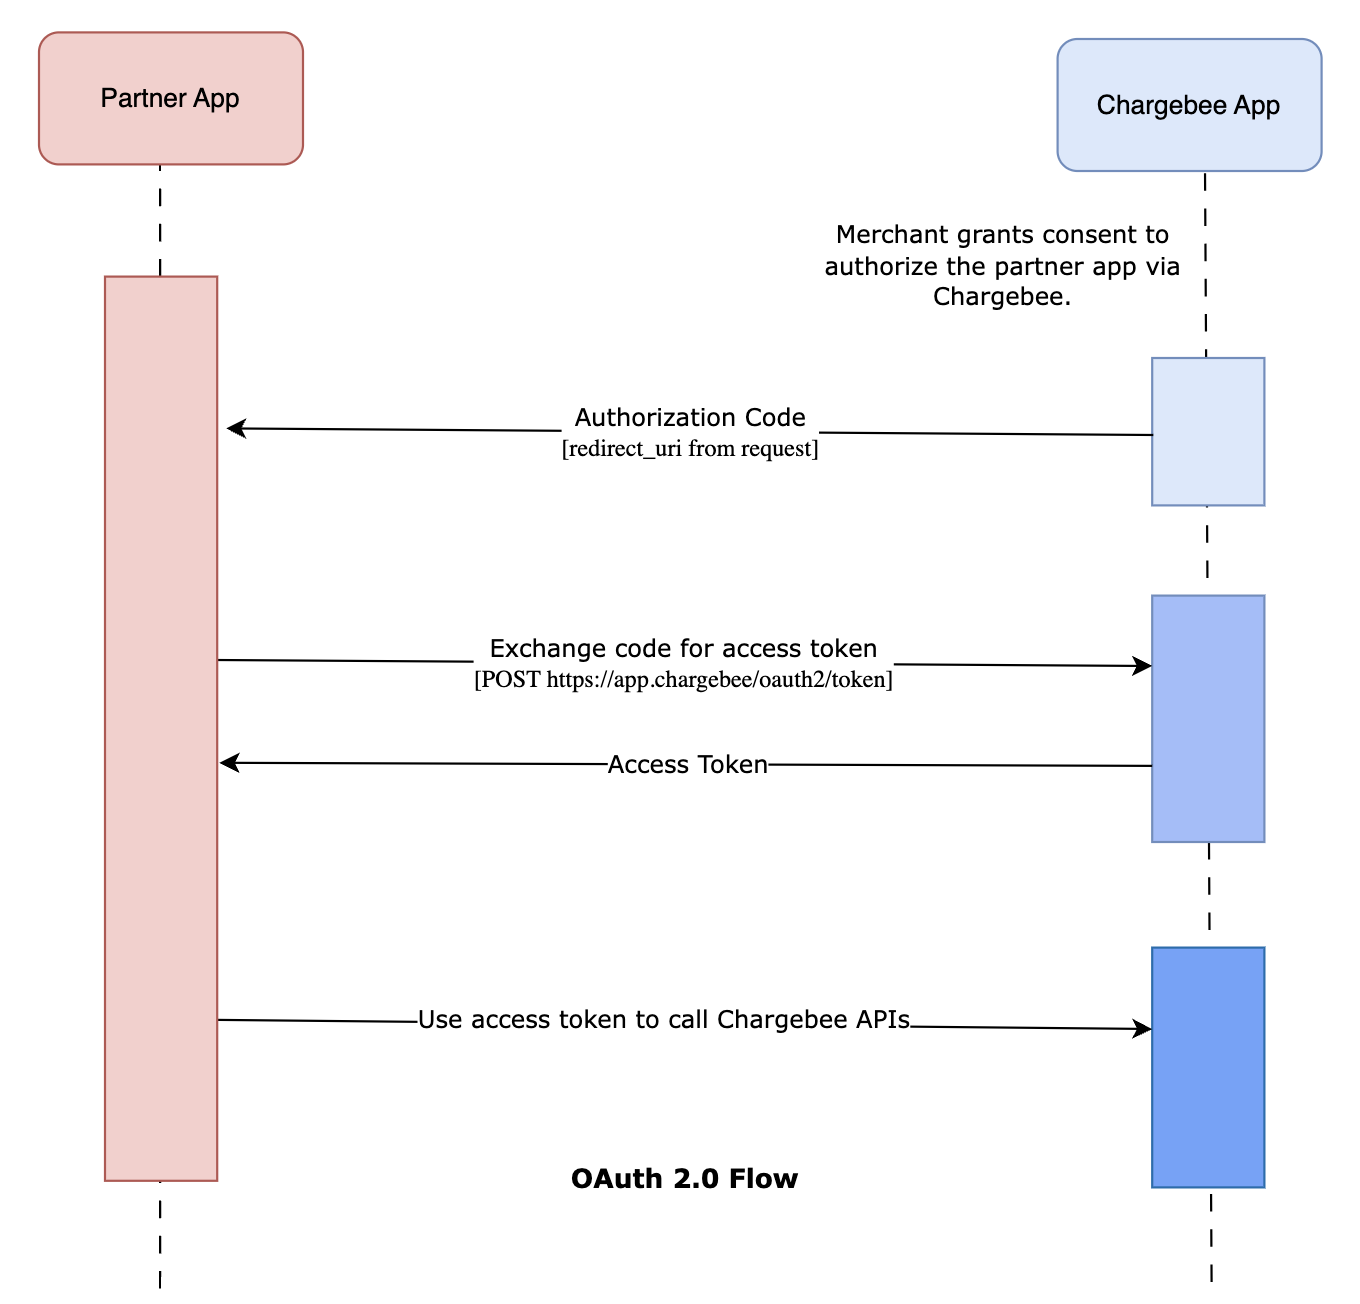 Partner App
Chargebee App
Merchant grants consent to
authorize the partner app via
Chargebee.
Authorization Code
[redirect_uri from request]
Exchange code for access token
[POST https://app.chargebee/oauth2/token]
Access Token
Use access token to call Chargebee APIs
OAuth 2.0 Flow